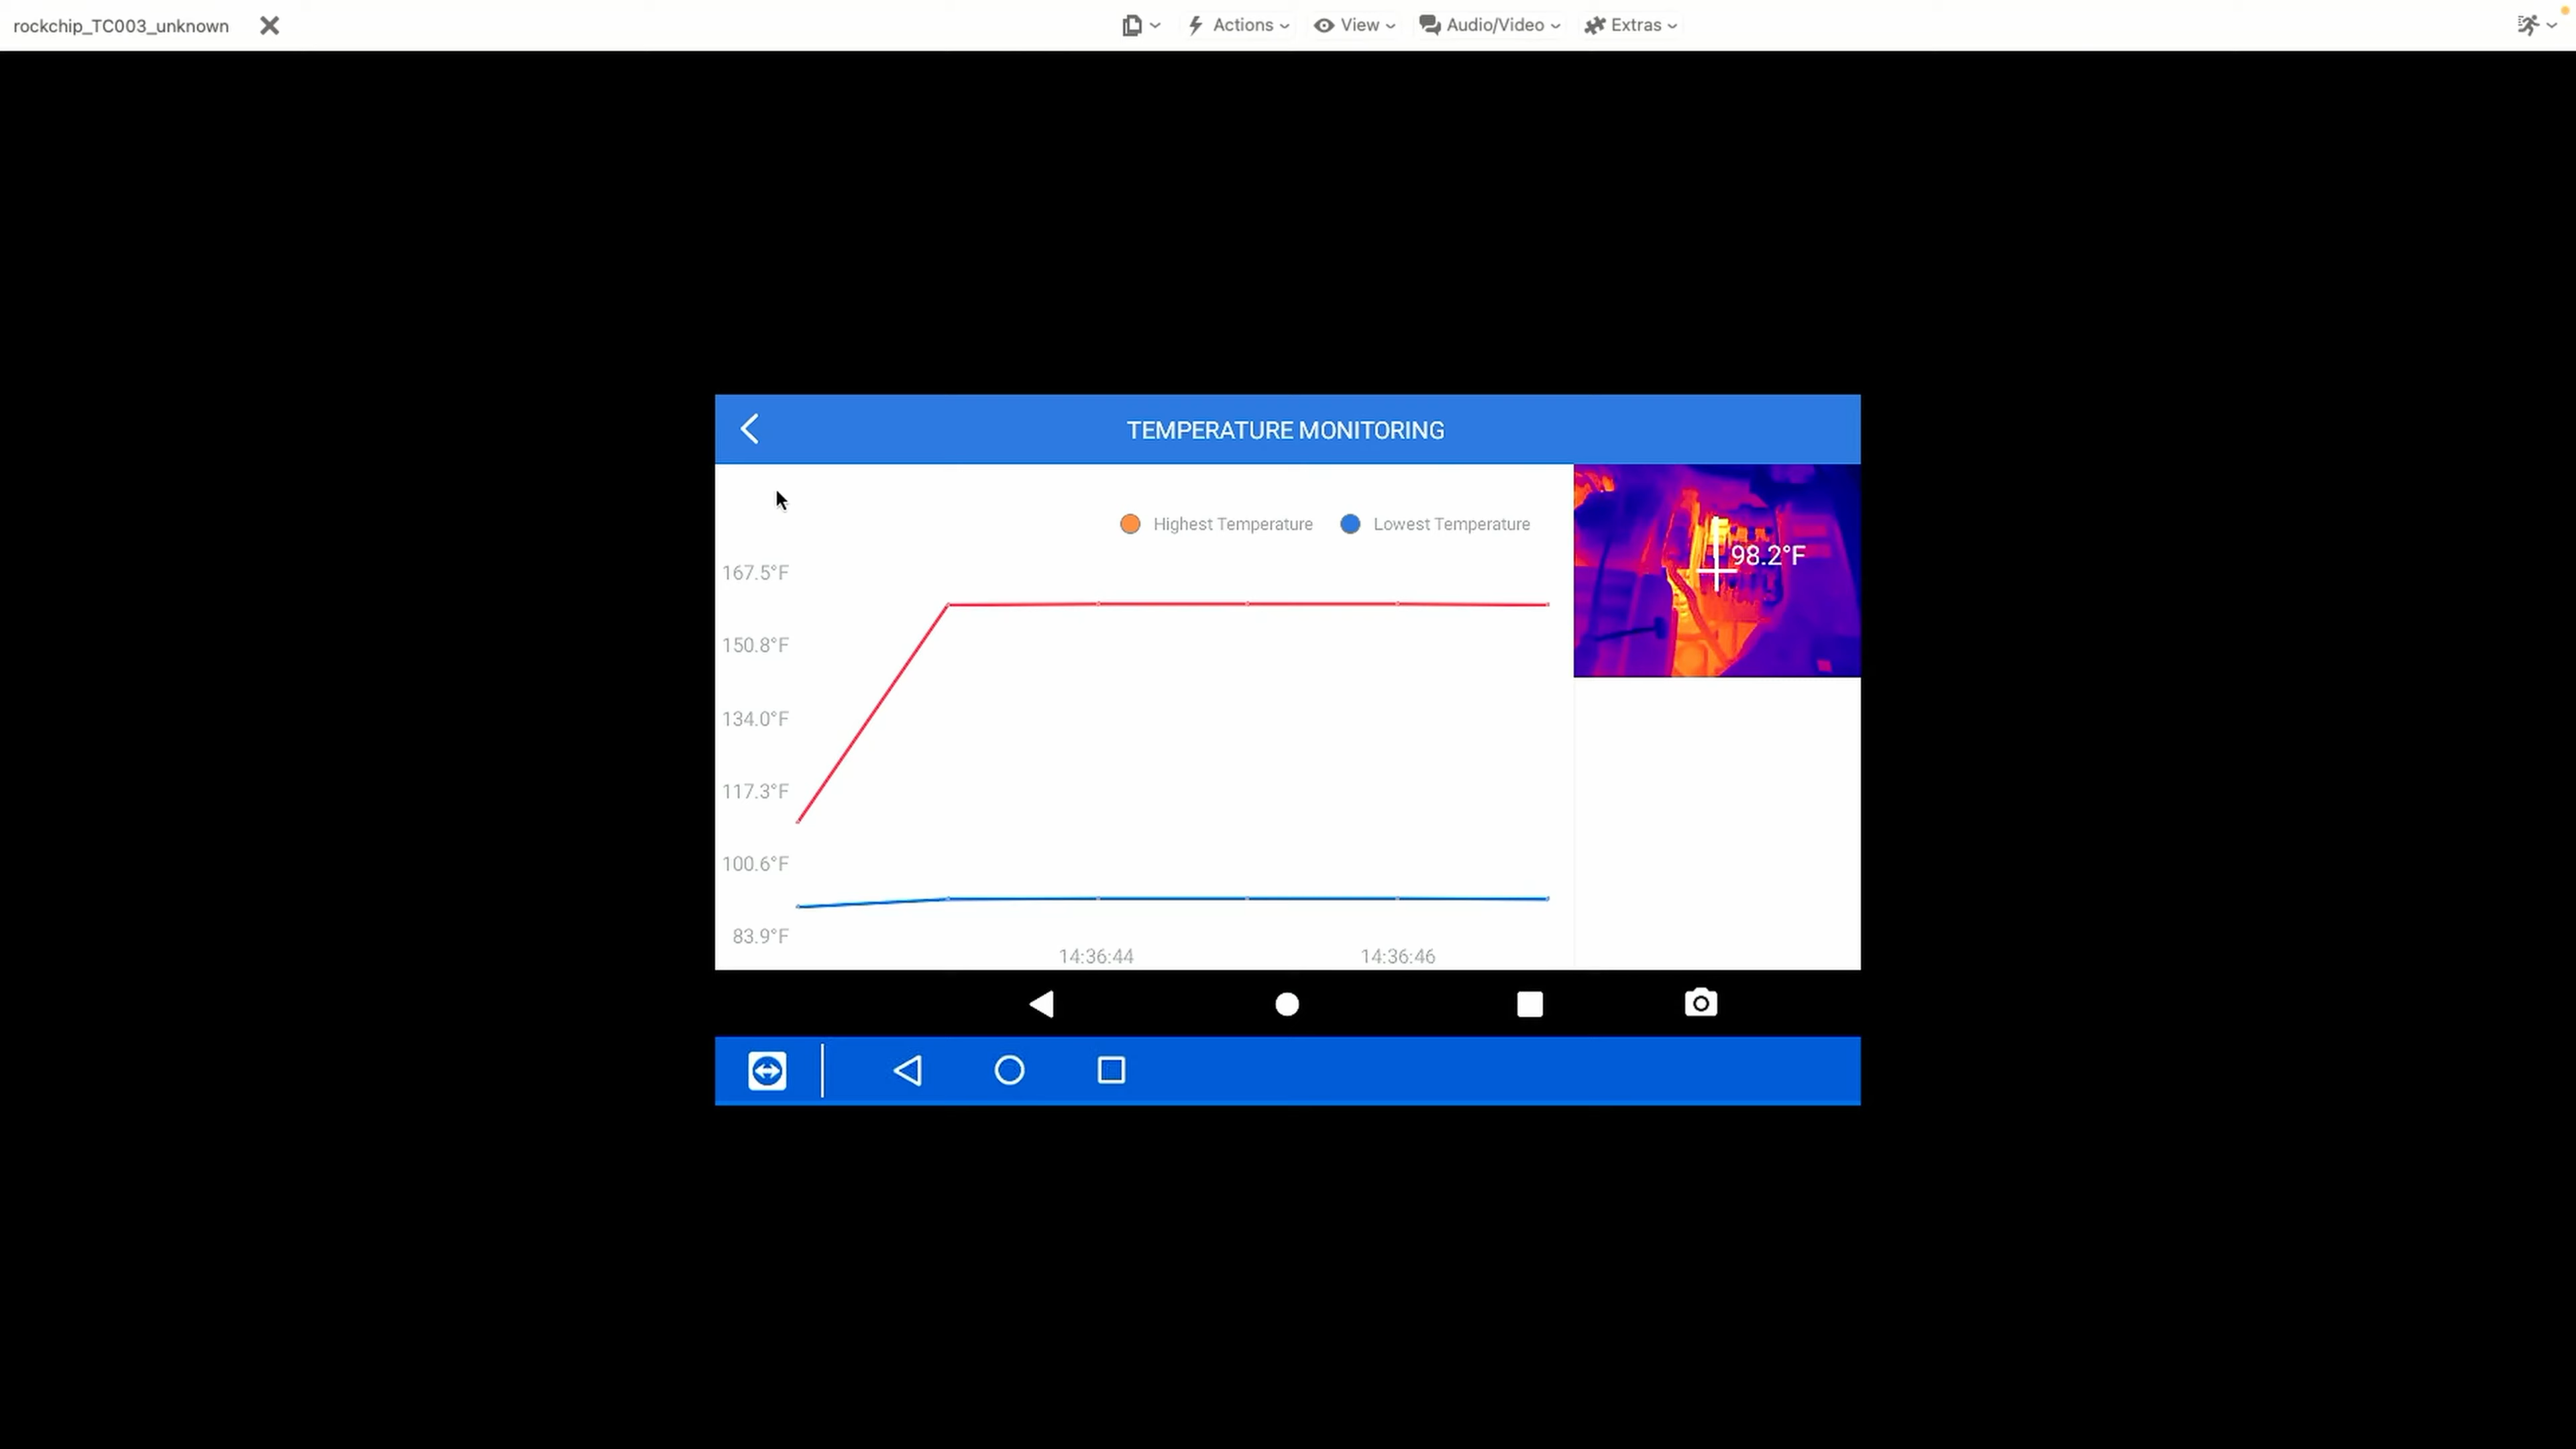 rockchip_TC003_unknown
Actions
View
Audio/Video
Extras
TEMPERATURE MONITORING
Highest Temperature
Lowest Temperature
98.2°F
167.5°F
150.8°F
134.0°F
117.3°F
100.6°F
83.9°F
14:36:44
14:36:46